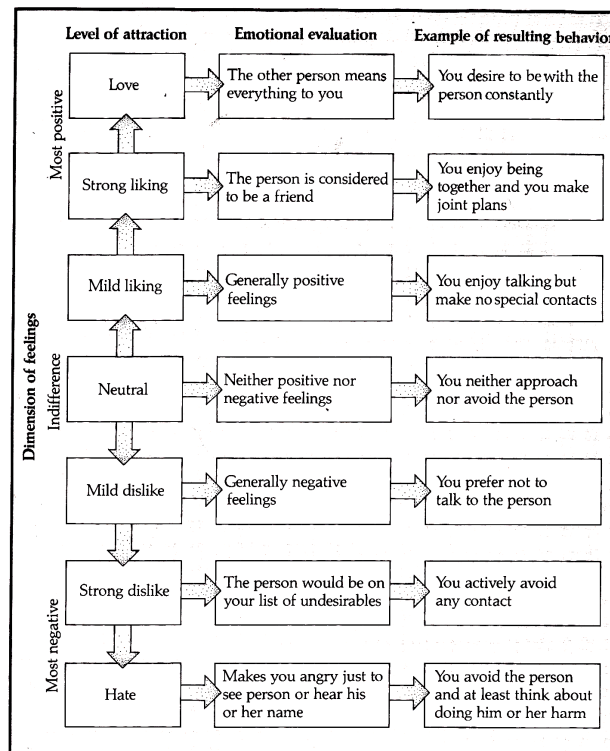 Level of attraction
Emotional evaluation
Example of resulting behavior
Dimension of feelings
Most positive
Indifference
Most negative
Love
The other person means
everything to you
You desire to be with the
person constantly
Strong liking
The person is considered
to be a friend
You enjoy being
together and you make
joint plans
Mild liking
Generally positive
feelings
You enjoy talking but
make no special contacts
Neutral
Neither positive nor
negative feelings
You neither approach
nor avoid the person
Mild dislike
Generally negative
feelings
You prefer not to
talk to the person
Strong dislike
The person would be on
your list of undesirables
You actively avoid
any contact
Hate
Makes you angry just to
see person or hear his
or her name
You avoid the person
and at least think about
doing him or her harm